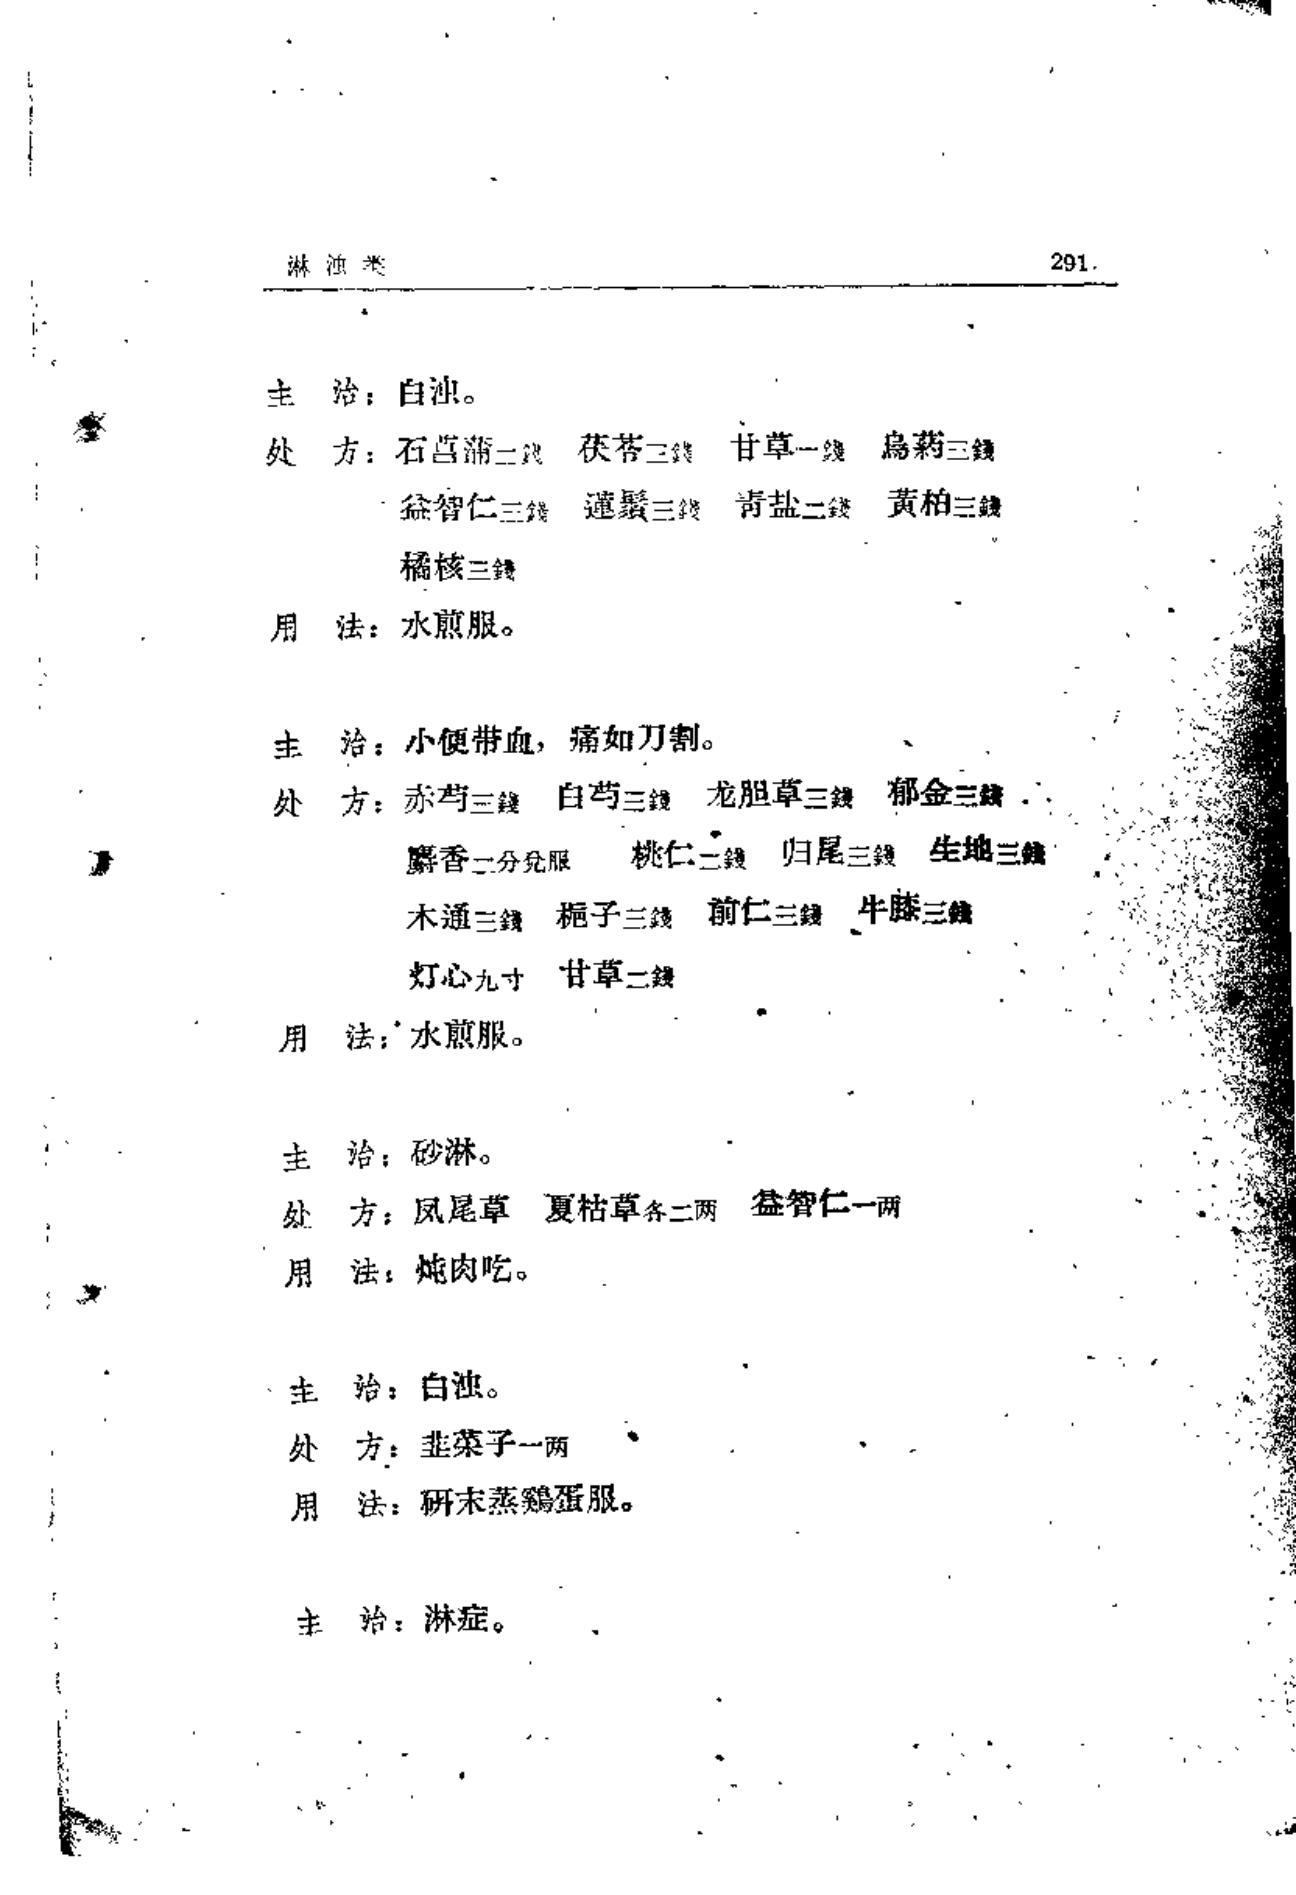 淋浊类 291.
主 治：白浊。
处 方：石菖蒲二錢 茯苓三錢 甘草一錢 烏药三錢
益智仁三錢 蓮鬚三錢 青盐二錢 黃柏三錢
橘核三錢
用 法：水煎服。
主 治：小便带血，痛如刀割。
处 方：赤芍三錢 白芍三錢 龙胆草三錢 郁金三錢
麝香二分兑服 桃仁二錢 归尾三錢 生地三錢
木通三錢 梔子三錢 前仁三錢 牛膝三錢
灯心九寸 甘草二錢
用 法：水煎服。
主 治：砂淋。
处 方：凤尾草 夏枯草各二两 益智仁一两
用 法：炖肉吃。
主 治：白浊。
处 方：韭菜子一两
用 法：研末蒸鷄蛋服。
主 治：淋症。